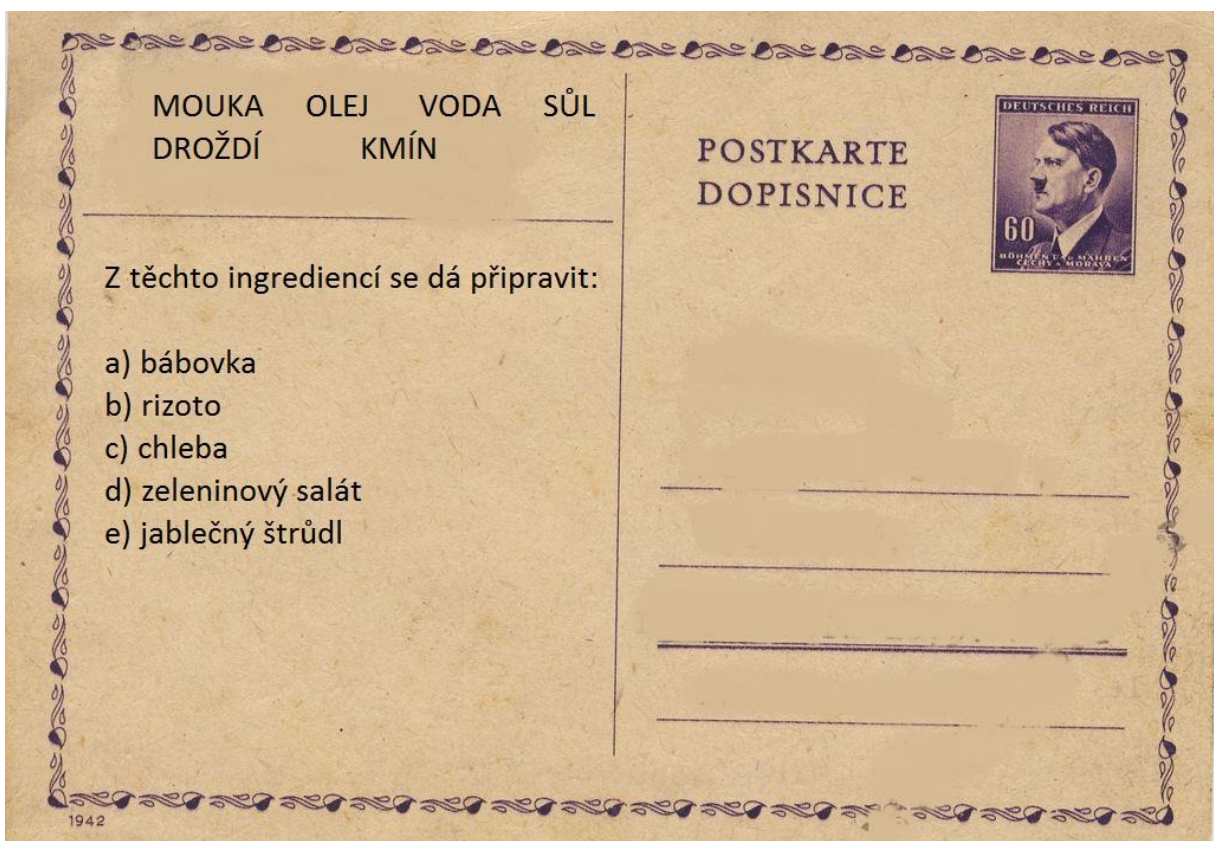 MOUKA OLEJ VODA SŮL
DROŽDÍ KMÍN
Z těchto ingrediencí se dá připravit:
a) bábovka
b) rizoto
c) chleba
d) zeleninový salát
e) jablečný štrůdl
POSTKARTE
DOPISNICE
DEUTSCHES REICH
60
BÖHMEN U. MÄHREN
ČECHY A MORAVA
1942